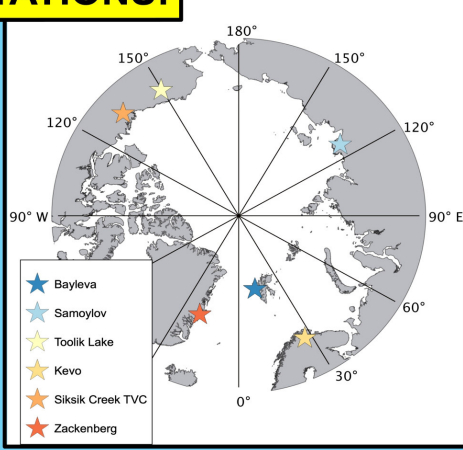 TATIONS:
180°
150°
150°
120°
120°
90° W
90° E
60°
30°
0°
Bayleva
Samoylov
Toolik Lake
Kevo
Siksik Creek TVC
Zackenberg